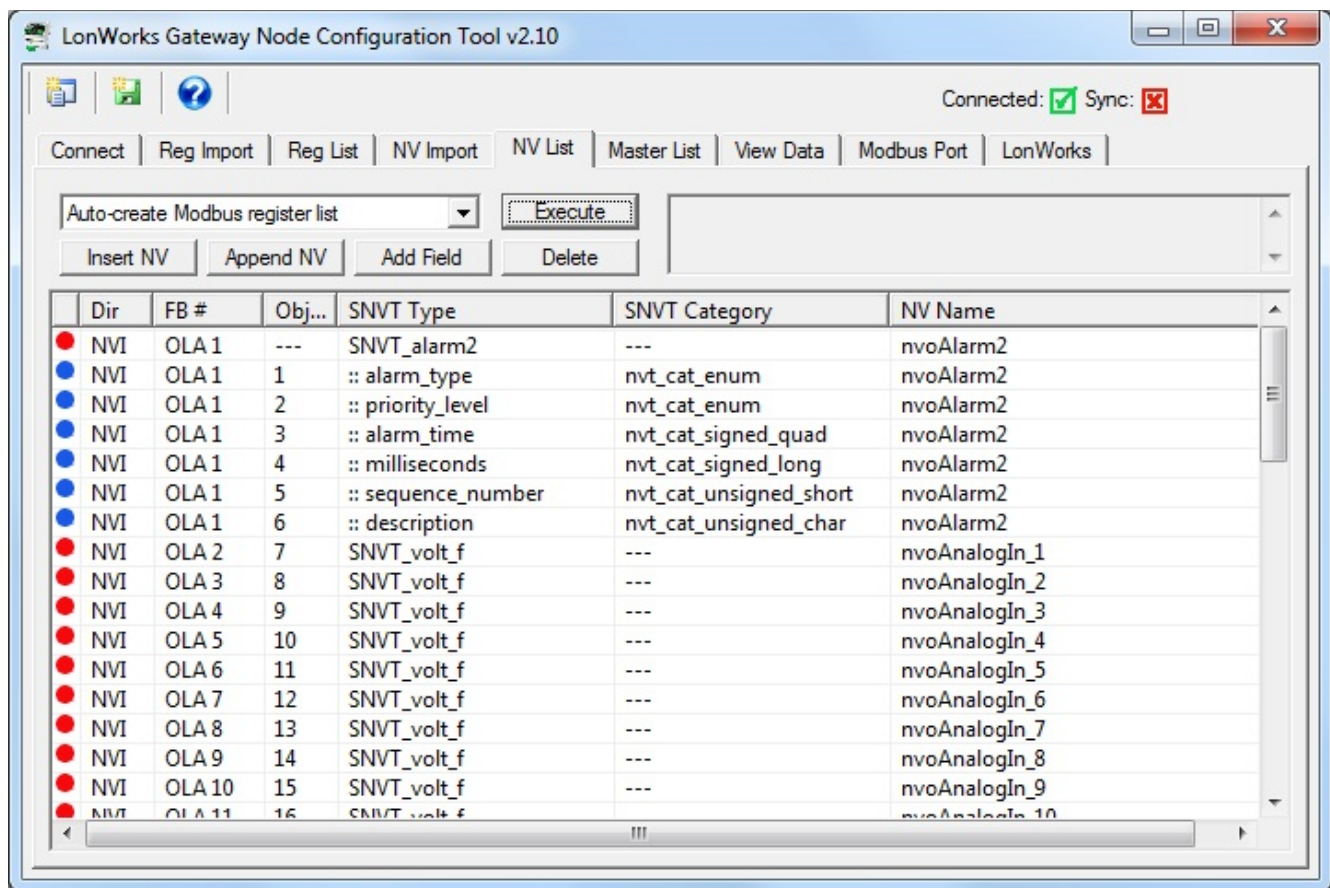 LonWorks Gateway Node Configuration Tool v2.10
Connected: Sync:
Connect Reg Import Reg List NV Import NV List Master List View Data Modbus Port LonWorks
Auto-create Modbus register list Execute
Insert NV Append NV Add Field Delete
Dir FB # Obj... SNVT Type SNVT Category NV Name
NVI OLA 1 --- SNVT_alarm2 --- nvoAlarm2
NVI OLA 1 1 :: alarm_type nvt_cat_enum nvoAlarm2
NVI OLA 1 2 :: priority_level nvt_cat_enum nvoAlarm2
NVI OLA 1 3 :: alarm_time nvt_cat_signed_quad nvoAlarm2
NVI OLA 1 4 :: milliseconds nvt_cat_signed_long nvoAlarm2
NVI OLA 1 5 :: sequence_number nvt_cat_unsigned_short nvoAlarm2
NVI OLA 1 6 :: description nvt_cat_unsigned_char nvoAlarm2
NVI OLA 2 7 SNVT_volt_f --- nvoAnalogIn_1
NVI OLA 3 8 SNVT_volt_f --- nvoAnalogIn_2
NVI OLA 4 9 SNVT_volt_f --- nvoAnalogIn_3
NVI OLA 5 10 SNVT_volt_f --- nvoAnalogIn_4
NVI OLA 6 11 SNVT_volt_f --- nvoAnalogIn_5
NVI OLA 7 12 SNVT_volt_f --- nvoAnalogIn_6
NVI OLA 8 13 SNVT_volt_f --- nvoAnalogIn_7
NVI OLA 9 14 SNVT_volt_f --- nvoAnalogIn_8
NVI OLA 10 15 SNVT_volt_f --- nvoAnalogIn_9
NVI OLA 11 16 SNVT_volt_f nvoAnalogIn_10